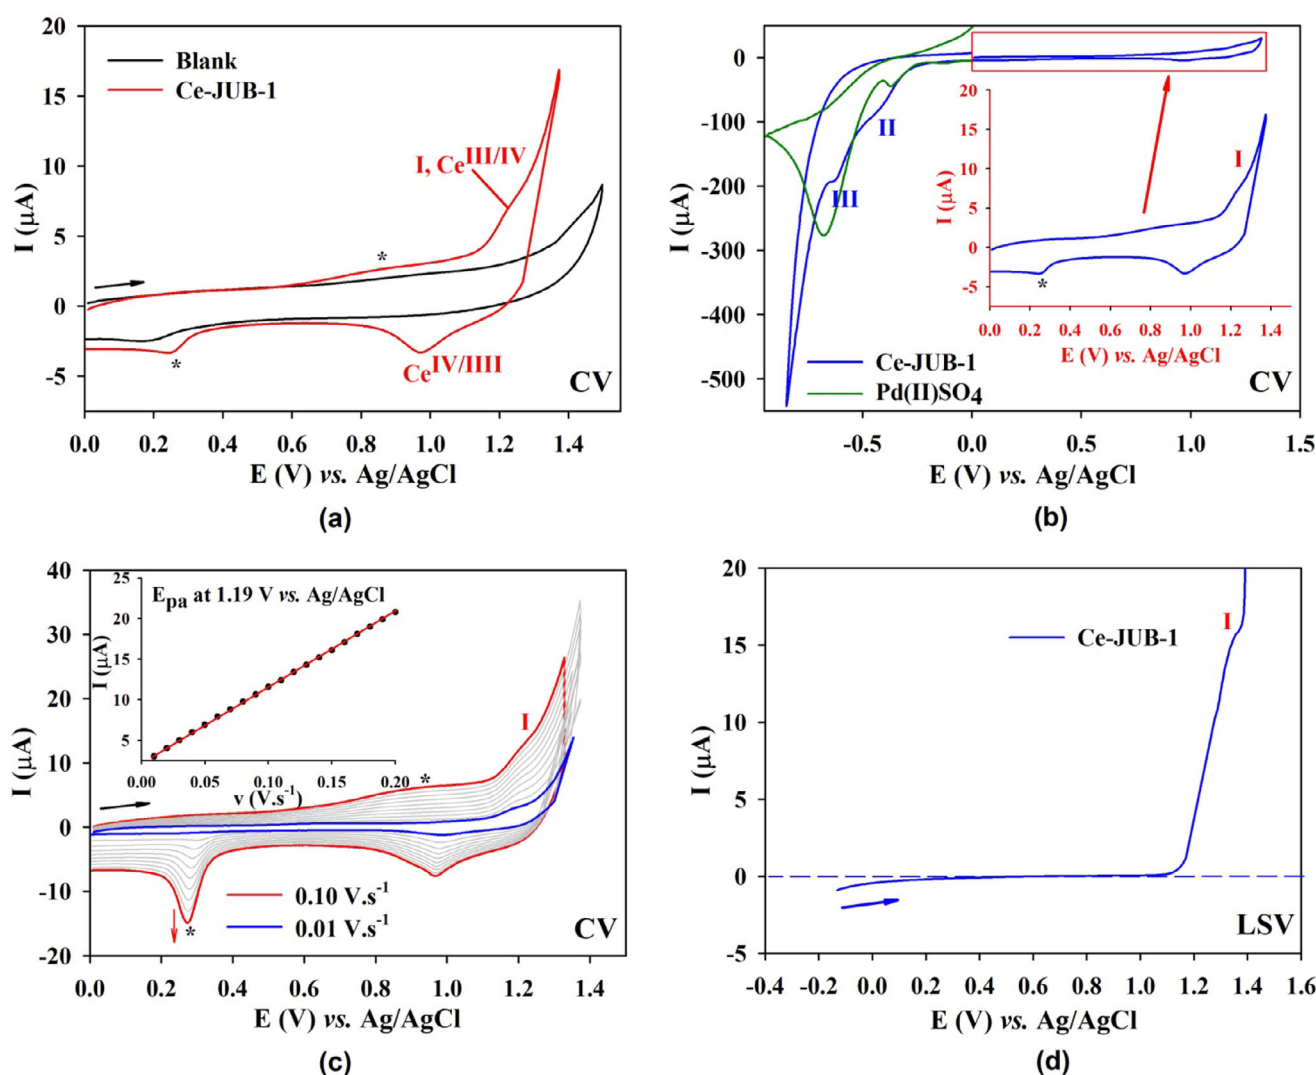 25
20
15
10
5
0
-5
I (µA)
Blank
Ce-JUB-1
I, Ce^III/IV
*
*
Ce^IV/IIII
CV
0.0 0.2 0.4 0.6 0.8 1.0 1.2 1.4
E (V) vs. Ag/AgCl
(a)
0
-100
-200
-300
-400
-500
I (µA)
II
III
20
15
10
5
0
-5
I (µA)
I
*
0.0 0.2 0.4 0.6 0.8 1.0 1.2 1.4
E (V) vs. Ag/AgCl
Ce-JUB-1
Pd(II)SO4
CV
-0.5 0.0 0.5 1.0 1.5
E (V) vs. Ag/AgCl
(b)
40
30
20
10
0
-10
-20
I (µA)
25
20
15
10
5
I (µA)
Epa at 1.19 V vs. Ag/AgCl
0.00 0.05 0.10 0.15 0.20
v (V.s-1)
*
I
0.10 V.s-1
0.01 V.s-1
*
CV
0.0 0.2 0.4 0.6 0.8 1.0 1.2 1.4
E (V) vs. Ag/AgCl
(c)
20
15
10
5
0
-5
I (µA)
Ce-JUB-1
I
LSV
-0.4 -0.2 0.0 0.2 0.4 0.6 0.8 1.0 1.2 1.4 1.6
E (V) vs. Ag/AgCl
(d)